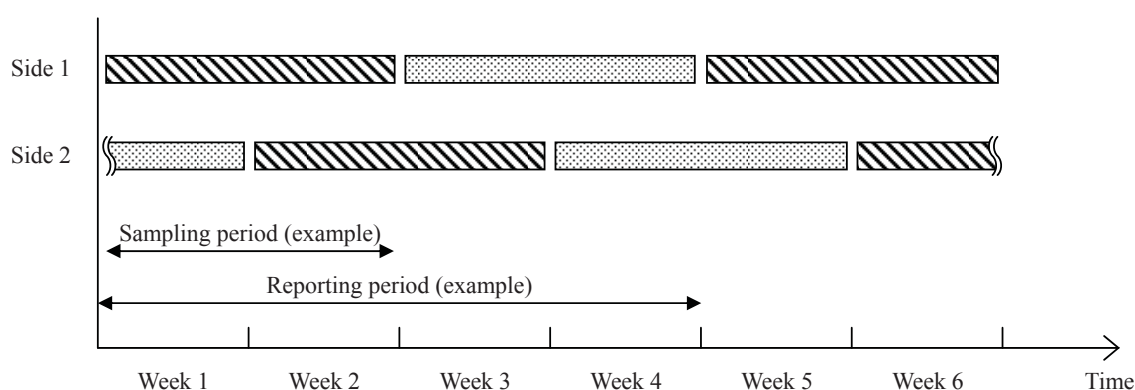 Side 1
Side 2
Sampling period (example)
Reporting period (example)
Week 1 Week 2 Week 3 Week 4 Week 5 Week 6 Time